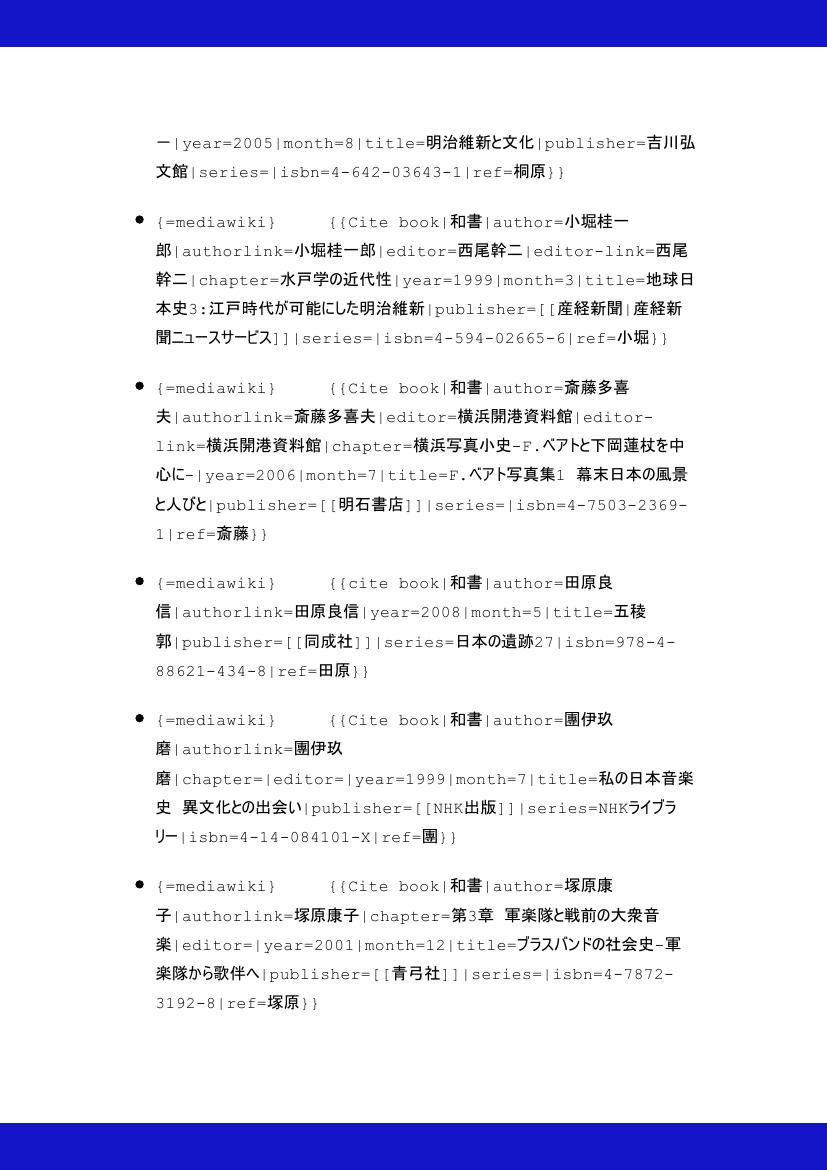 ー|year=2005|month=8|title=明治維新と文化|publisher=吉川弘
文館|series=|isbn=4-642-03643-1|ref=桐原}}
● {=mediawiki} {{Cite book|和書|author=小堀桂一
郎|authorlink=小堀桂一郎|editor=西尾幹二|editor-link=西尾
幹二|chapter=水戸学の近代性|year=1999|month=3|title=地球日
本史3:江戸時代が可能にした明治維新|publisher=[[産経新聞|産経新
聞ニュースサービス]]|series=|isbn=4-594-02665-6|ref=小堀}}
● {=mediawiki} {{Cite book|和書|author=斎藤多喜
夫|authorlink=斎藤多喜夫|editor=横浜開港資料館|editor-
link=横浜開港資料館|chapter=横浜写真小史-F.ベアトと下岡蓮杖を中
心に-|year=2006|month=7|title=F.ベアト写真集1 幕末日本の風景
と人びと|publisher=[[明石書店]]|series=|isbn=4-7503-2369-
1|ref=斎藤}}
● {=mediawiki} {{cite book|和書|author=田原良
信|authorlink=田原良信|year=2008|month=5|title=五稜
郭|publisher=[[同成社]]|series=日本の遺跡27|isbn=978-4-
88621-434-8|ref=田原}}
● {=mediawiki} {{Cite book|和書|author=團伊玖
磨|authorlink=團伊玖
磨|chapter=|editor=|year=1999|month=7|title=私の日本音楽
史 異文化との出会い|publisher=[[NHK出版]]|series=NHKライブラ
リー|isbn=4-14-084101-X|ref=團}}
● {=mediawiki} {{Cite book|和書|author=塚原康
子|authorlink=塚原康子|chapter=第3章 軍楽隊と戦前の大衆音
楽|editor=|year=2001|month=12|title=ブラスバンドの社会史-軍
楽隊から歌伴へ|publisher=[[青弓社]]|series=|isbn=4-7872-
3192-8|ref=塚原}}